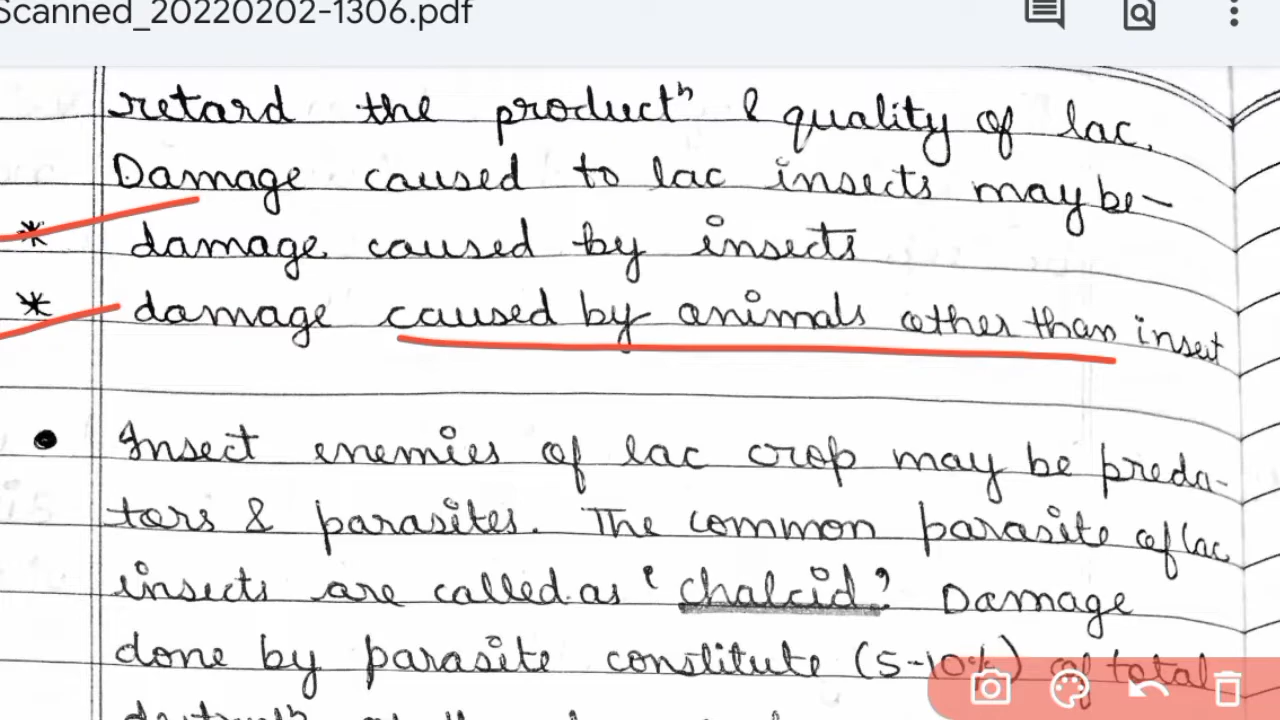 Scanned_20220202-1306.pdf
retard the productⁿ & quality of lac.
Damage caused to lac insects may be-
* damage caused by insects
* damage caused by animals other than insect
• Insect enemies of lac crop may be preda-
tors & parasites. The common parasite of lac
insects are called as 'chalcid'? Damage
done by parasite constitute (5-10%) of total